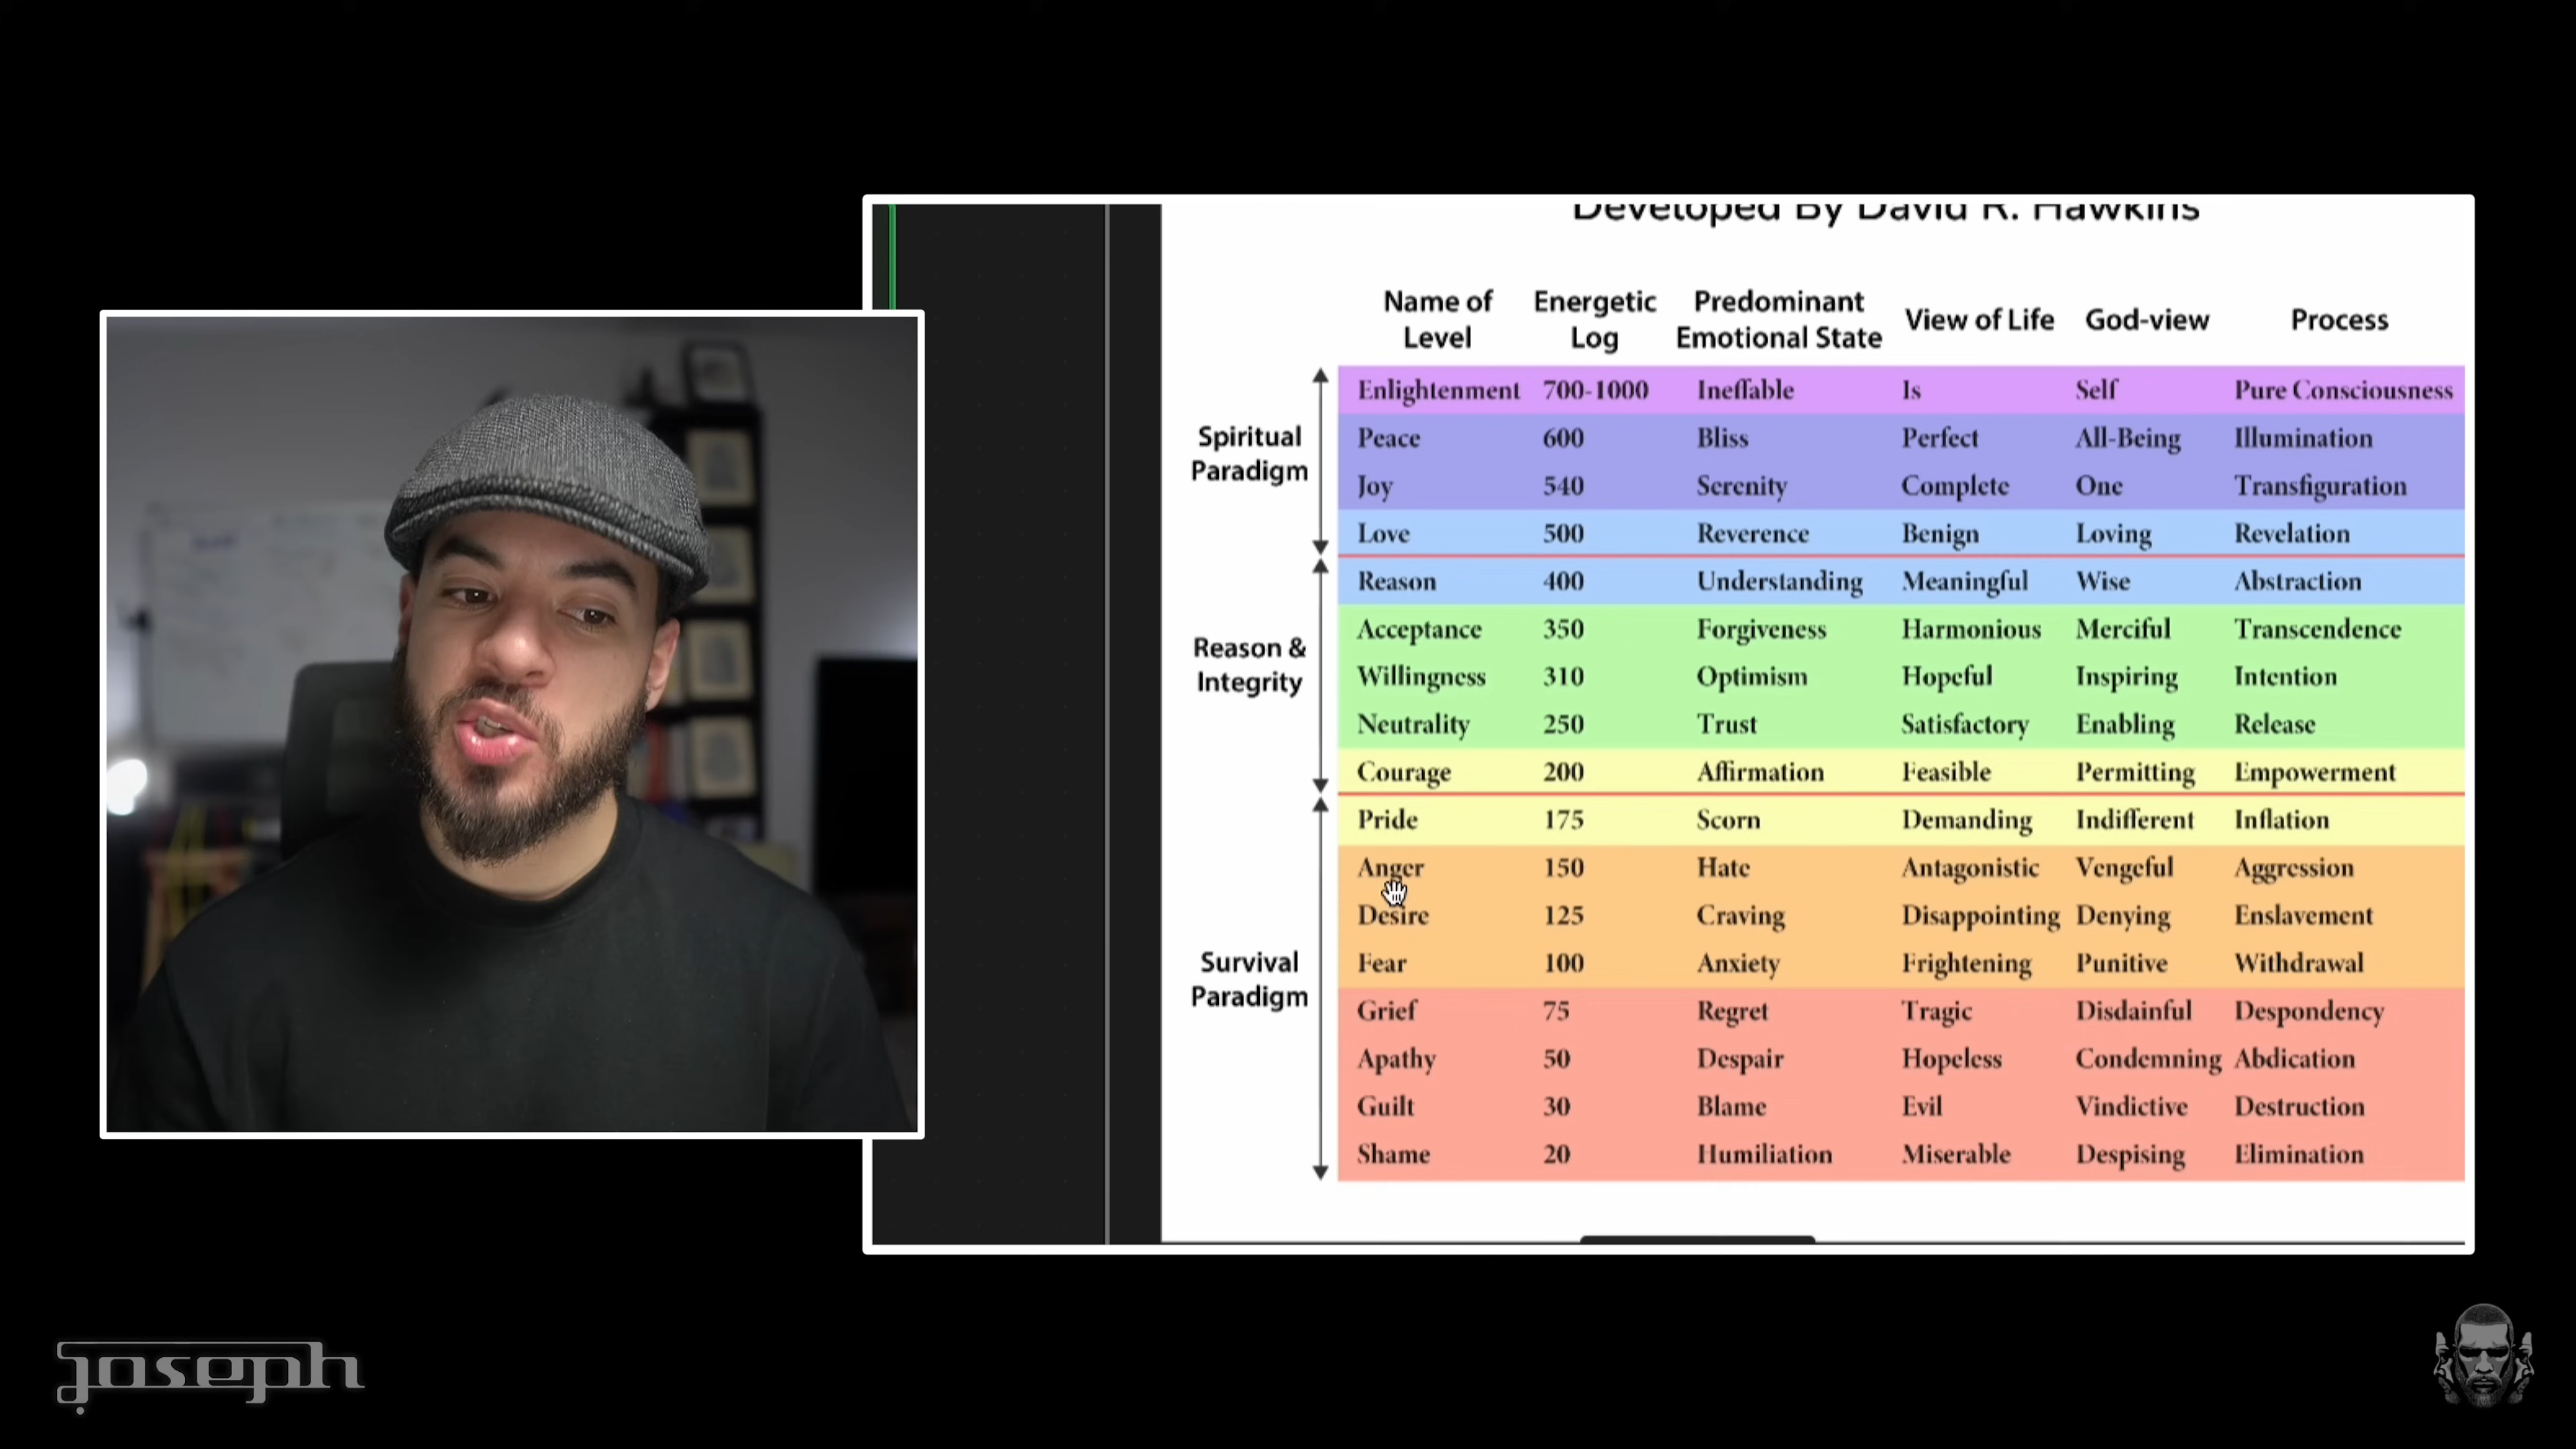 Developed By David R. Hawkins
Name of Level Energetic Log Predominant Emotional State View of Life God-view Process
Spiritual Paradigm
Enlightenment 700-1000 Ineffable Is Self Pure Consciousness
Peace 600 Bliss Perfect All-Being Illumination
Joy 540 Serenity Complete One Transfiguration
Love 500 Reverence Benign Loving Revelation
Reason & Integrity
Reason 400 Understanding Meaningful Wise Abstraction
Acceptance 350 Forgiveness Harmonious Merciful Transcendence
Willingness 310 Optimism Hopeful Inspiring Intention
Neutrality 250 Trust Satisfactory Enabling Release
Courage 200 Affirmation Feasible Permitting Empowerment
Survival Paradigm
Pride 175 Scorn Demanding Indifferent Inflation
Anger 150 Hate Antagonistic Vengeful Aggression
Desire 125 Craving Disappointing Denying Enslavement
Fear 100 Anxiety Frightening Punitive Withdrawal
Grief 75 Regret Tragic Disdainful Despondency
Apathy 50 Despair Hopeless Condemning Abdication
Guilt 30 Blame Evil Vindictive Destruction
Shame 20 Humiliation Miserable Despising Elimination
joseph